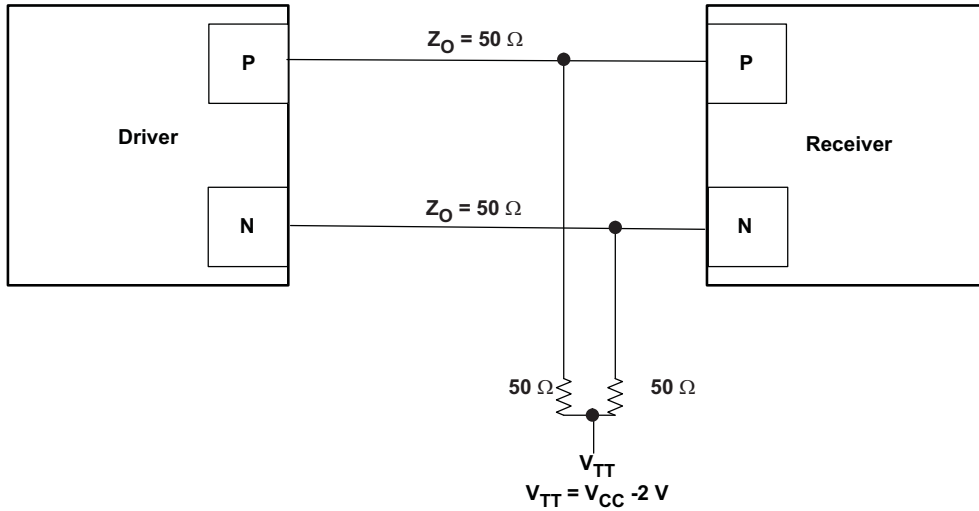 Z_O = 50 Ω
P
P
Driver
Receiver
Z_O = 50 Ω
N
N
50 Ω
50 Ω
V_TT
V_TT = V_CC -2 V